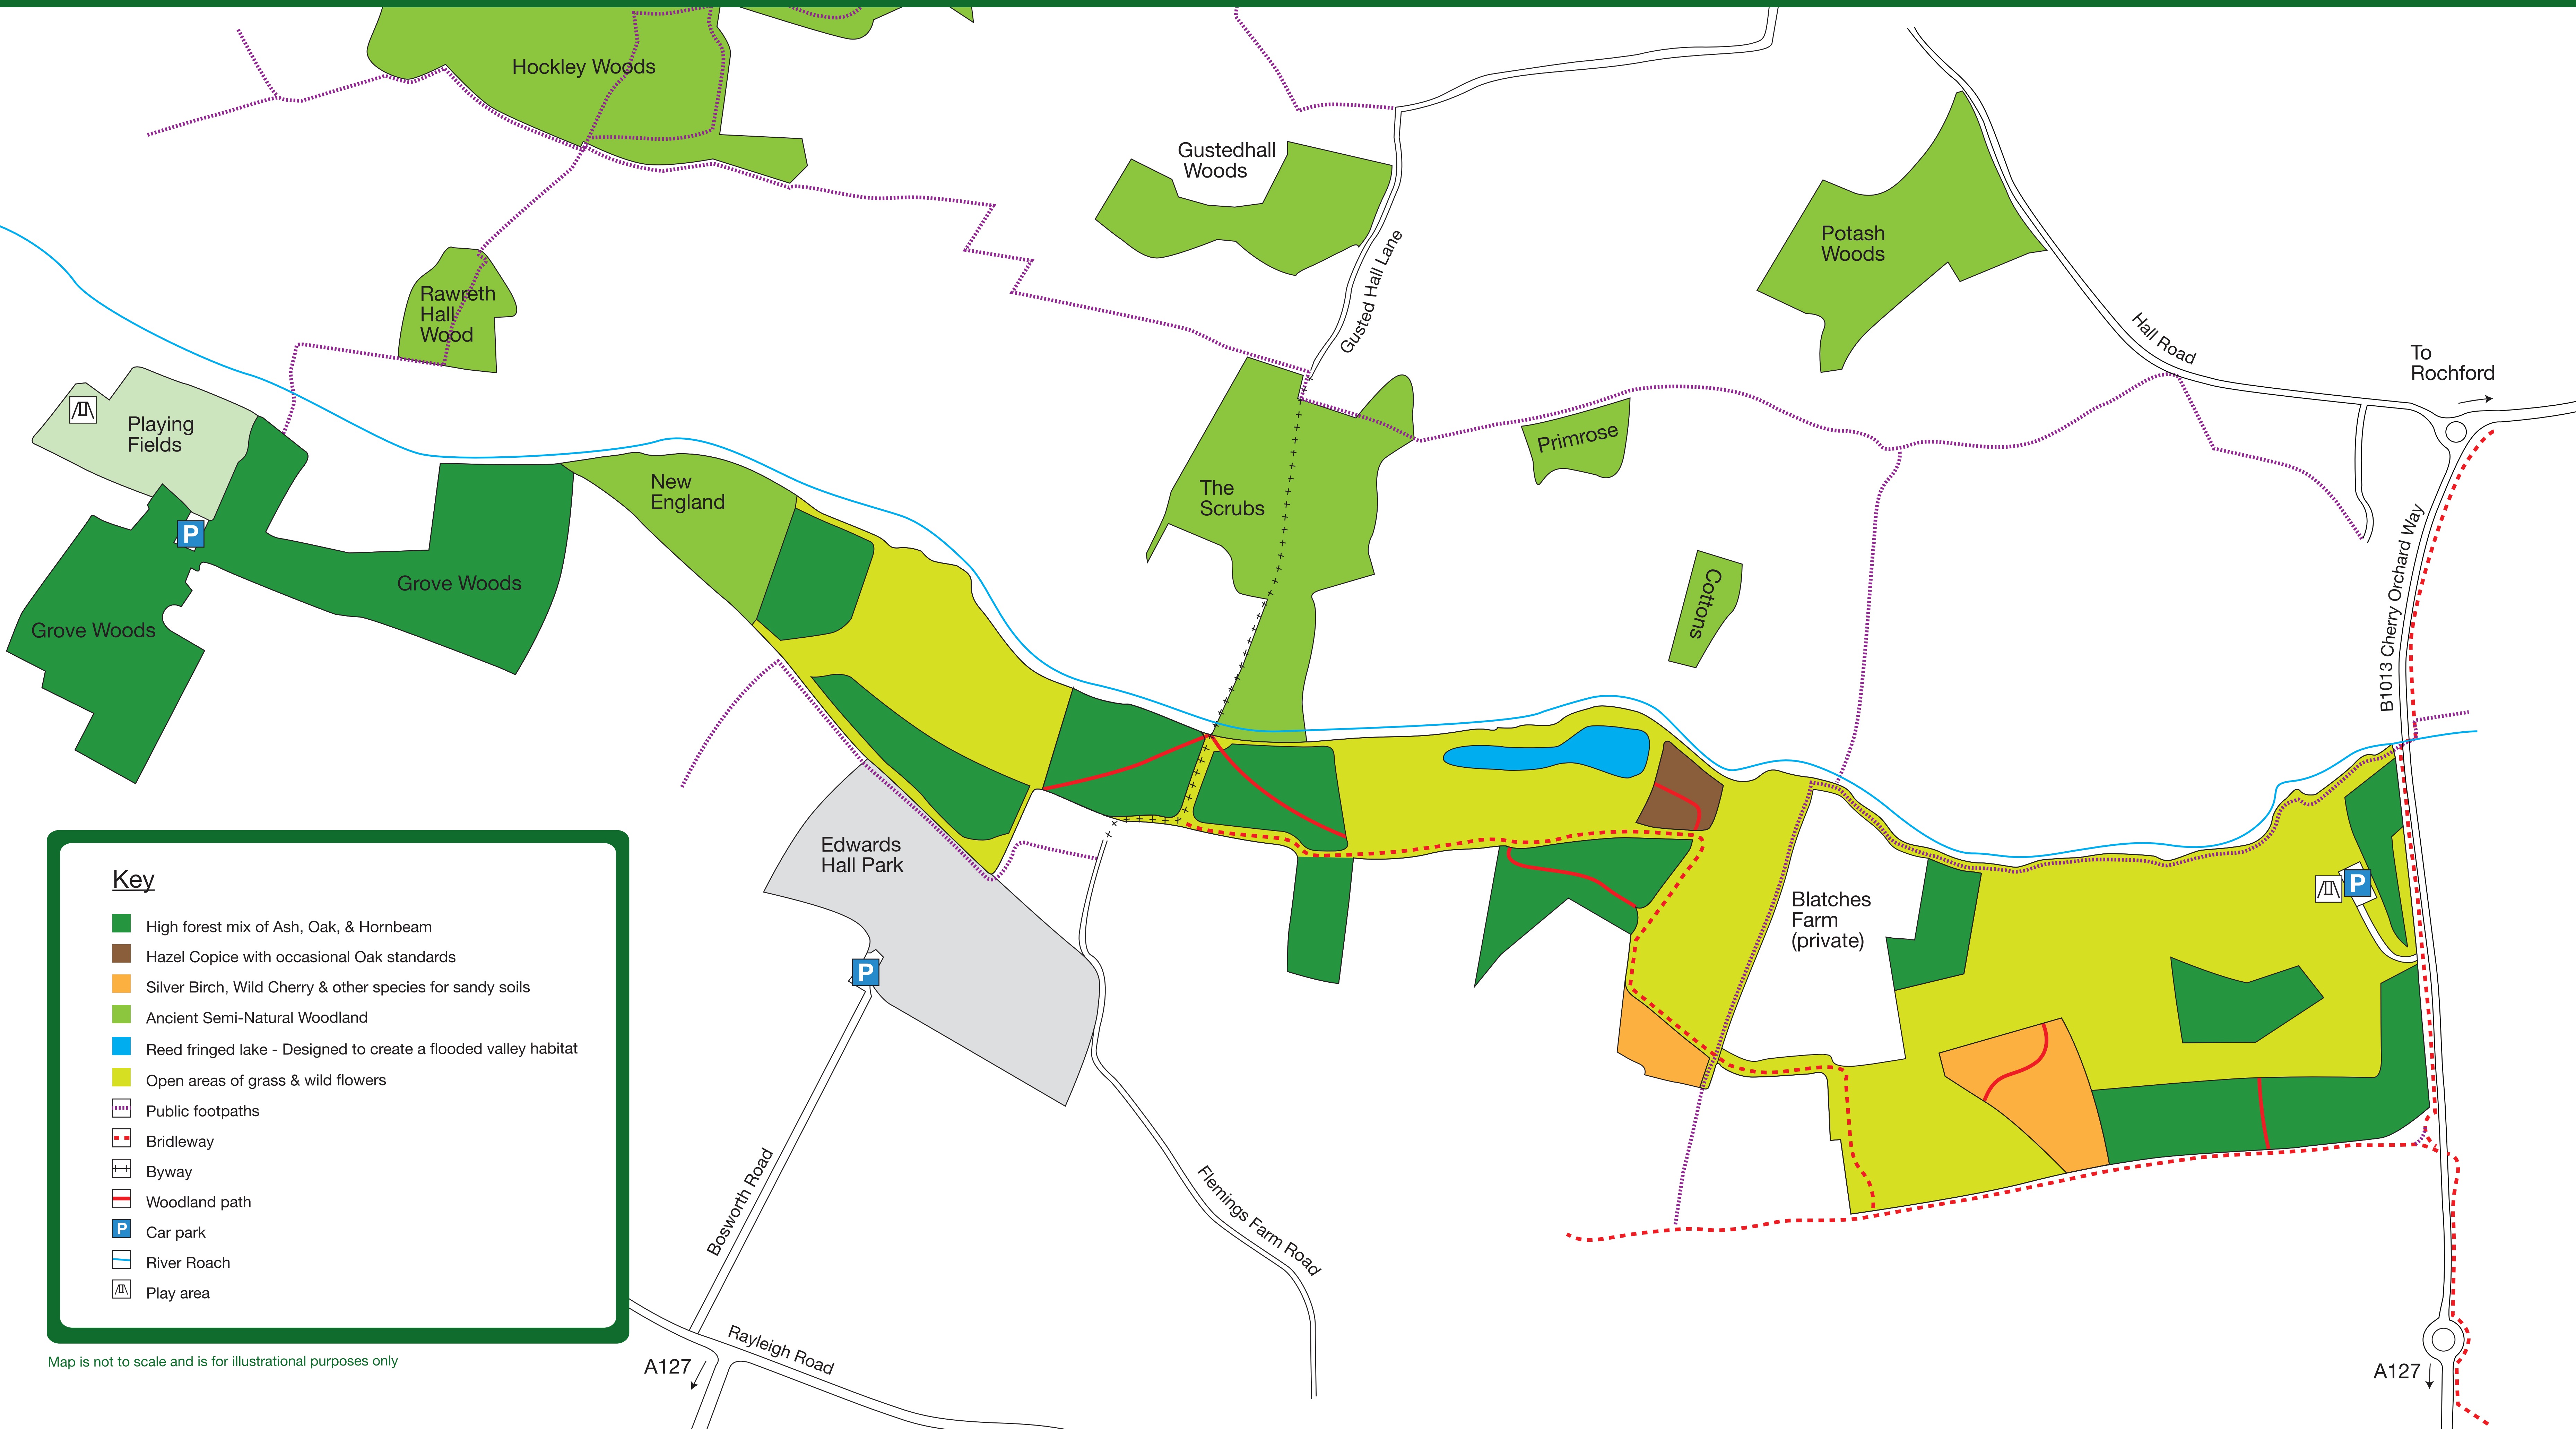 Hockley Woods
Gustedhall
Woods
Potash
Woods
Rawreth
Hall
Wood
Gusted Hall Lane
Hall Road
To
Rochford
Playing
Fields
Primrose
New
England
The
Scrubs
Grove Woods
Grove Woods
Cottons
B1013 Cherry Orchard Way
P
Edwards
Hall Park
Blatches
Farm
(private)
P
P
Bosworth Road
Flemings Farm Road
Rayleigh Road
A127
A127
Key
High forest mix of Ash, Oak, & Hornbeam
Hazel Copice with occasional Oak standards
Silver Birch, Wild Cherry & other species for sandy soils
Ancient Semi-Natural Woodland
Reed fringed lake - Designed to create a flooded valley habitat
Open areas of grass & wild flowers
Public footpaths
Bridleway
Byway
Woodland path
P Car park
River Roach
Play area
Map is not to scale and is for illustrational purposes only